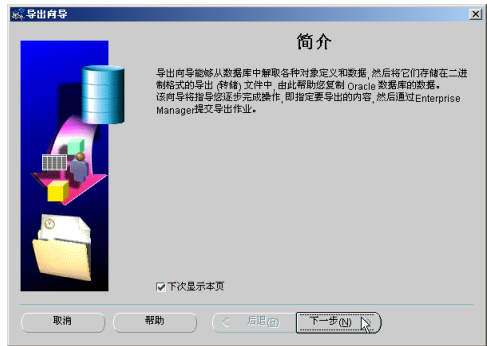 导出向导
简介
导出向导能够从数据库中解取各种对象定义和数据, 然后将它们存储在二进
制格式的导出 (转储) 文件中, 由此帮助您复制 Oracle 数据库的数据。
该向导将指导您逐步完成操作, 即指定要导出的内容, 然后通过Enterprise
Manager提交导出作业。
下次显示本页
取消 帮助 后退(B) 下一步(N)